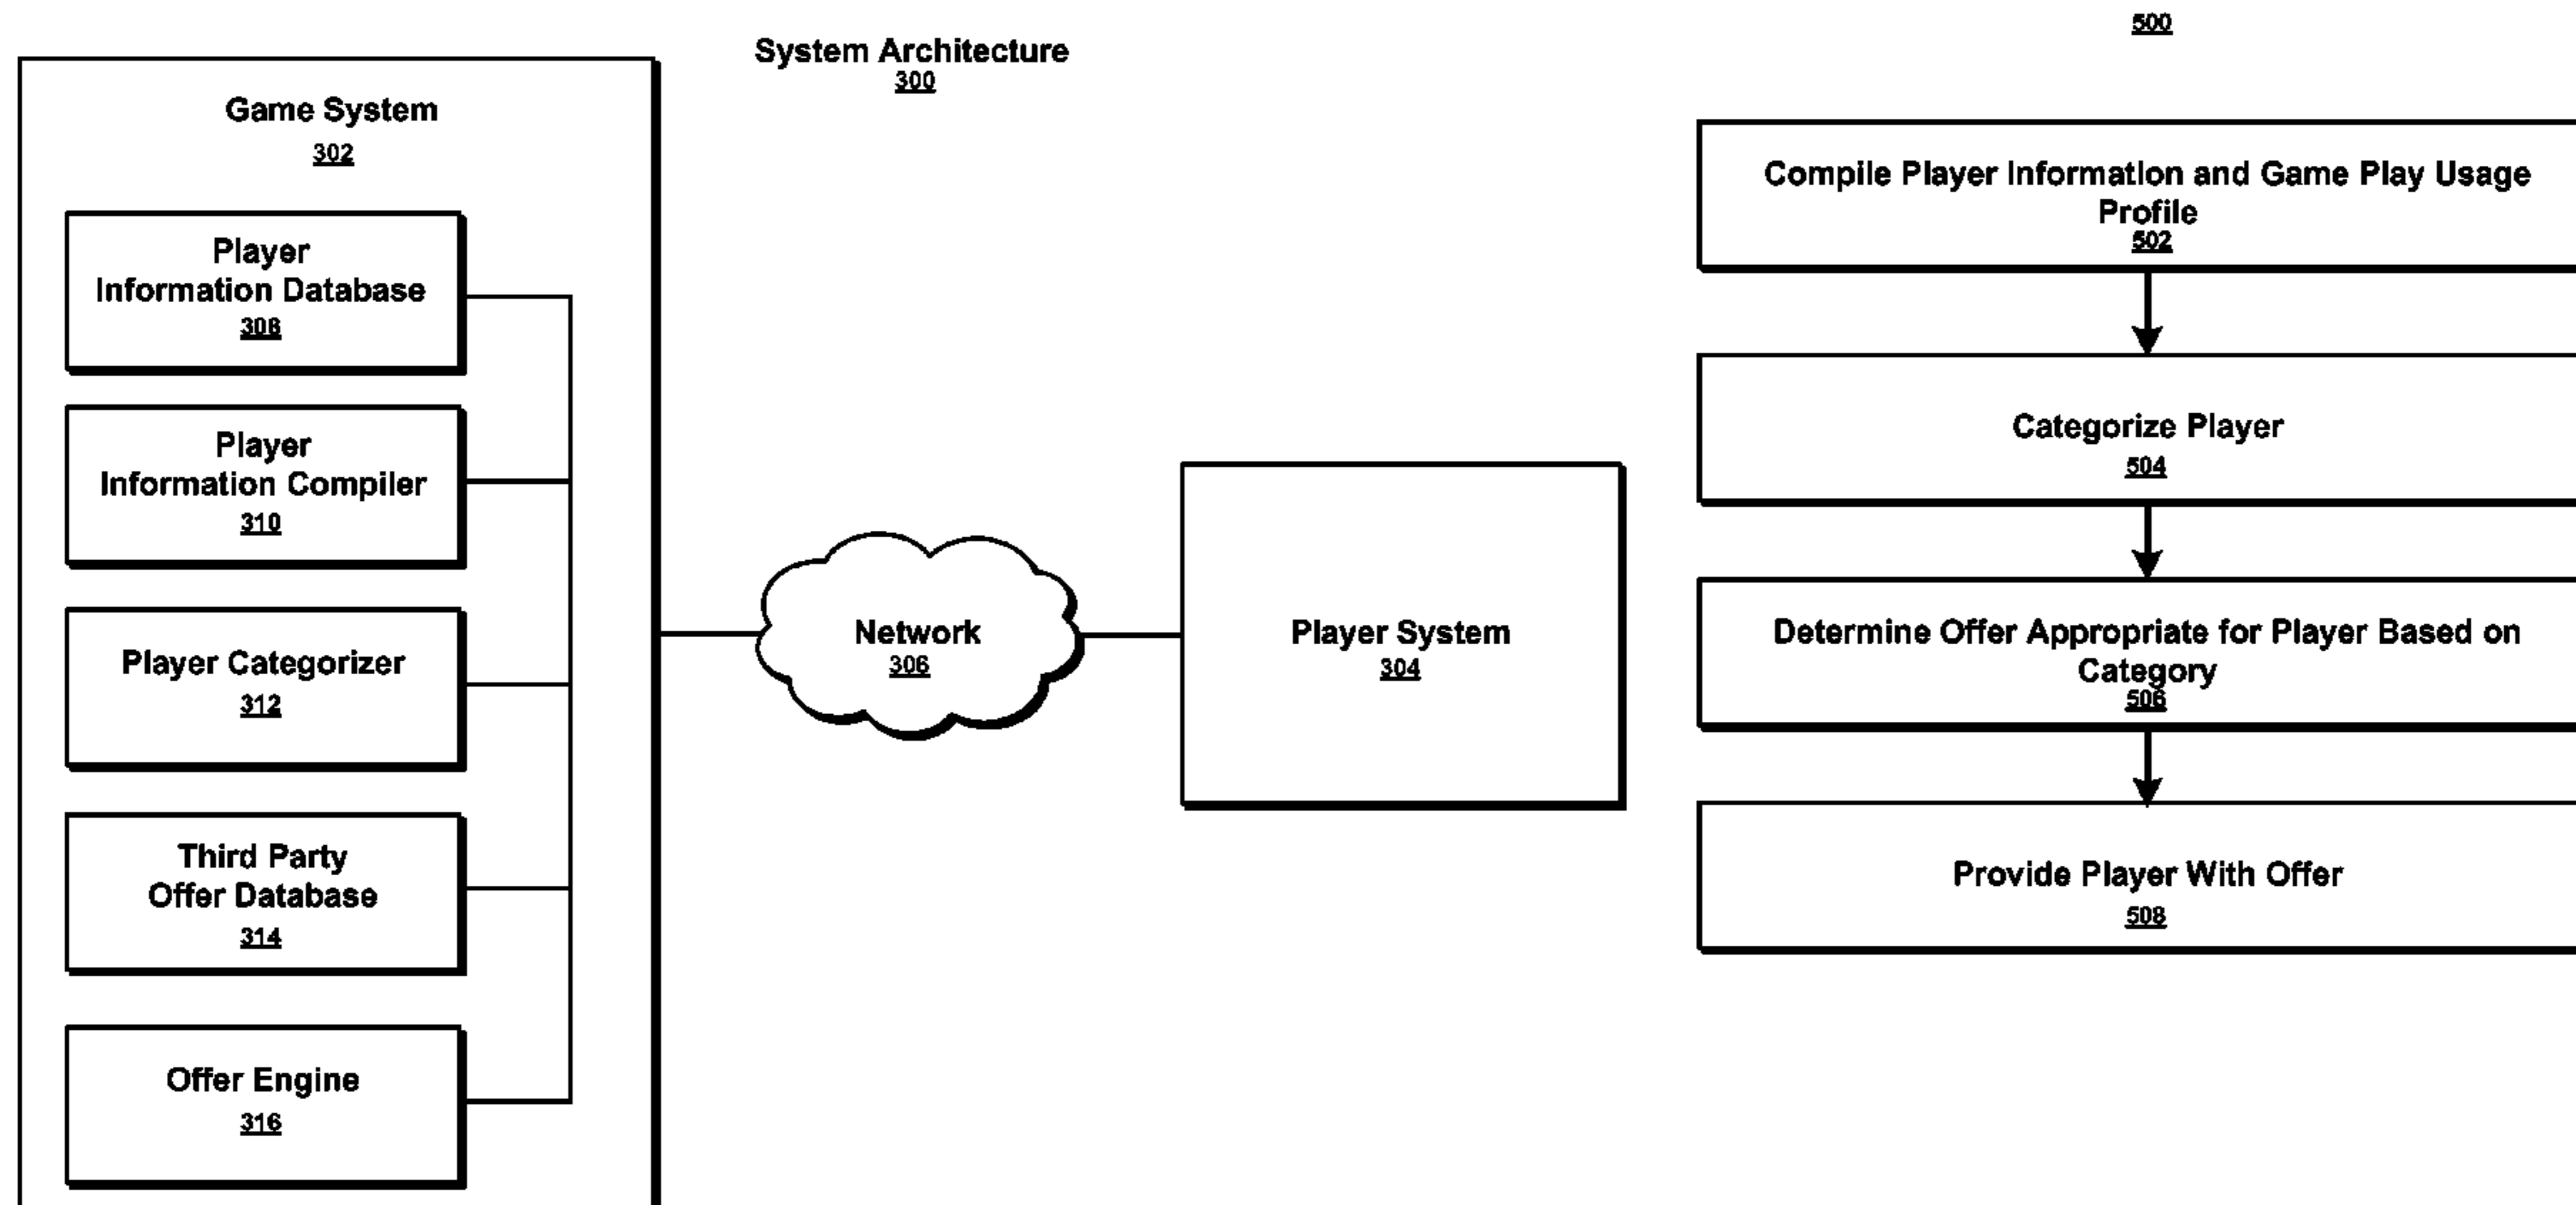 System Architecture
300
Game System
302
Player
Information Database
308
Player
Information Compiler
310
Player Categorizer
312
Third Party
Offer Database
314
Offer Engine
316
Network
306
Player System
304
500
Compile Player Information and Game Play Usage
Profile
502
Categorize Player
504
Determine Offer Appropriate for Player Based on
Category
506
Provide Player With Offer
508